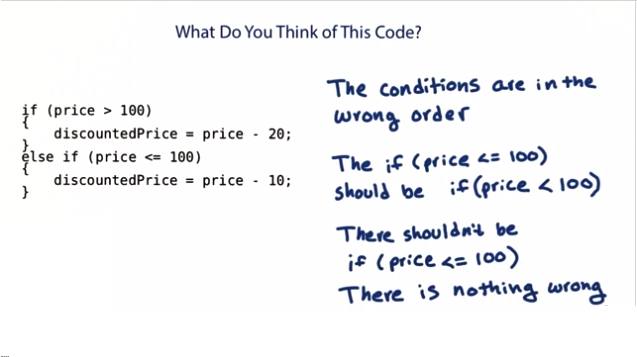 What Do You Think of This Code?
if (price > 100)
{
discountedPrice = price - 20;
}
else if (price <= 100)
{
discountedPrice = price - 10;
}
The conditions are in the
wrong order
The if (price <= 100)
should be if (price < 100)
There shouldn't be
if (price <= 100)
There is nothing wrong